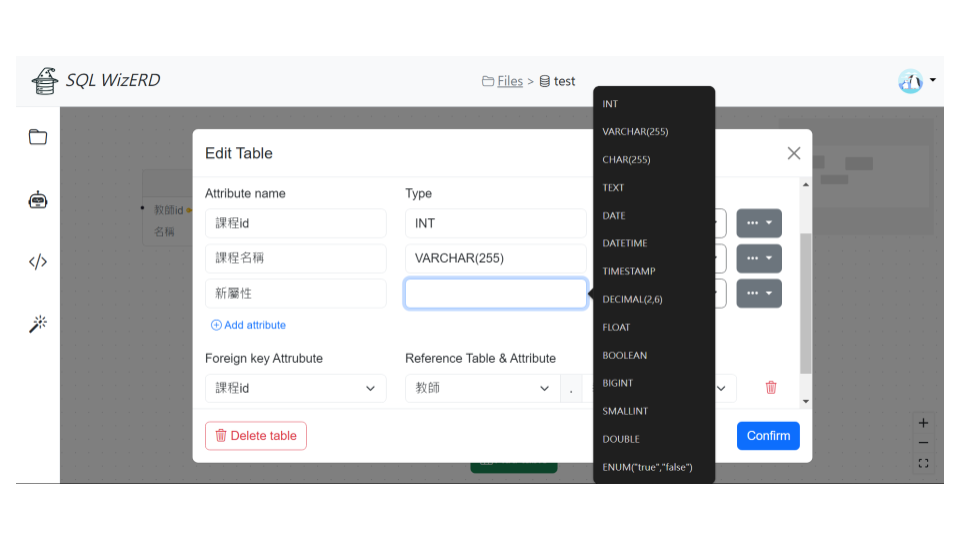 SQL WizERD
Files > test
Edit Table
Attribute name
Type
課程id
INT
課程名稱
VARCHAR(255)
新屬性
Add attribute
Foreign key Attrubute
Reference Table & Attribute
課程id
教師
.
Delete table
Confirm
INT
VARCHAR(255)
CHAR(255)
TEXT
DATE
DATETIME
TIMESTAMP
DECIMAL(2,6)
FLOAT
BOOLEAN
BIGINT
SMALLINT
DOUBLE
ENUM("true","false")
教師id
名稱